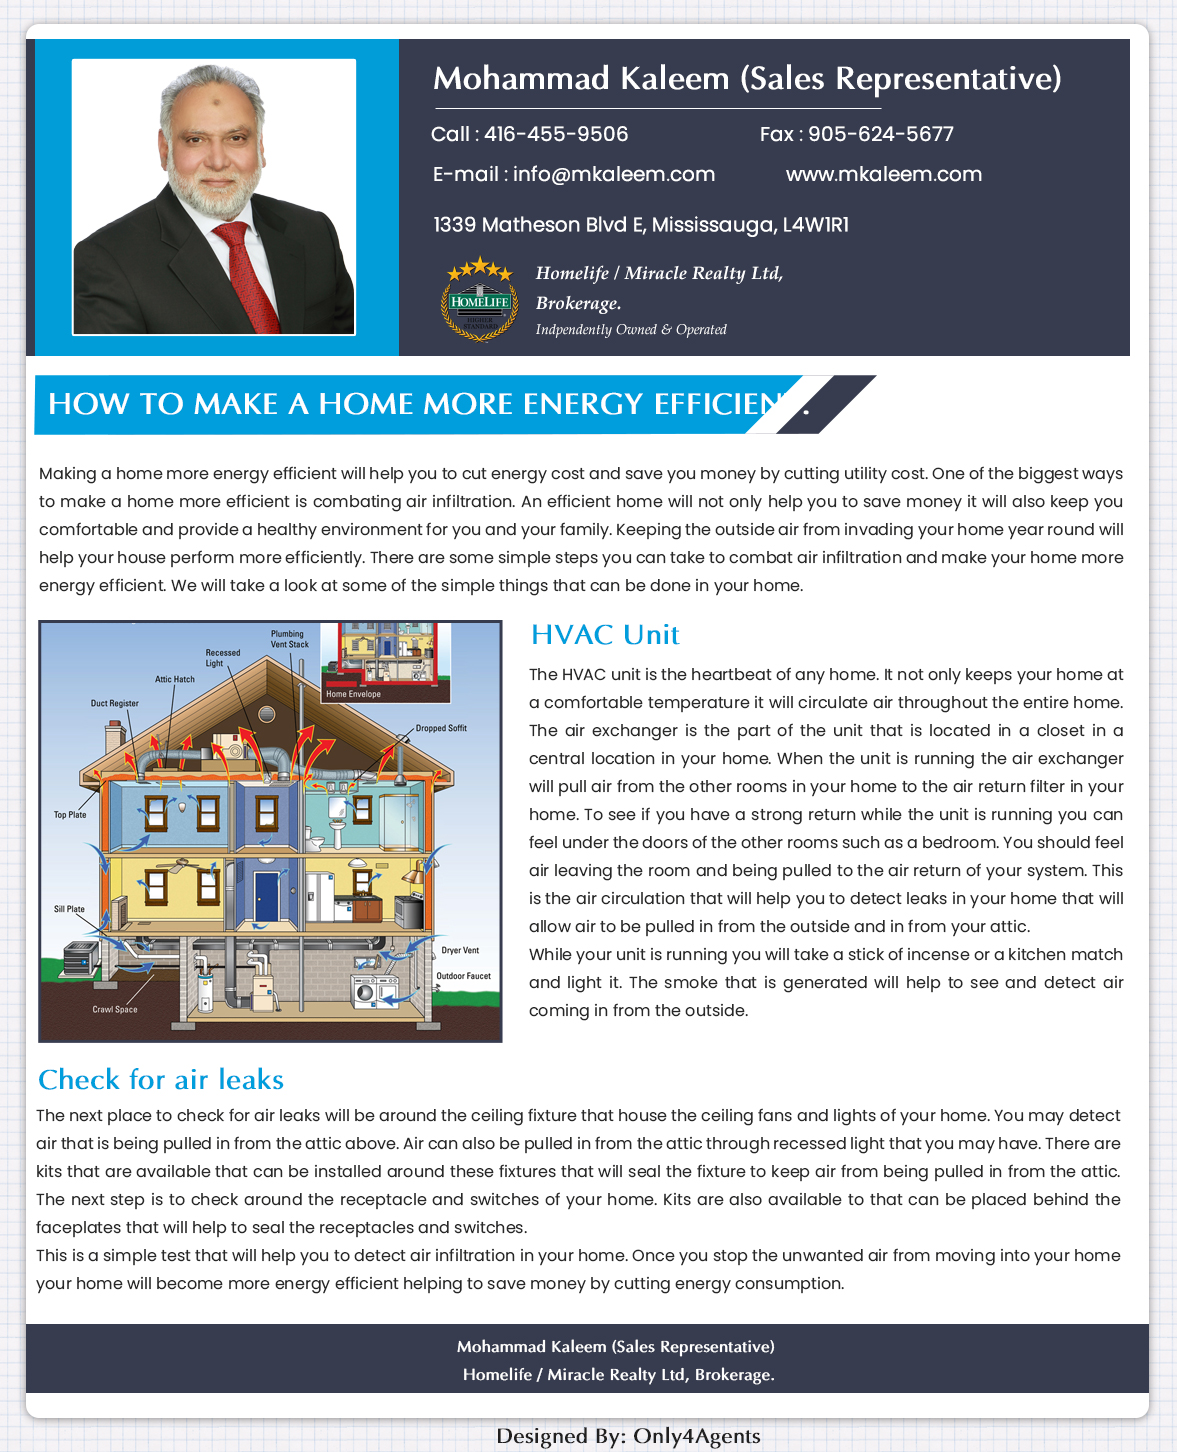 Mohammad Kaleem (Sales Representative)
Call : 416-455-9506
Fax : 905-624-5677
E-mail : info@mkaleem.com
www.mkaleem.com
1339 Matheson Blvd E, Mississauga, L4W1R1
HOMELIFE
HIGHER
STANDARDS
Homelife / Miracle Realty Ltd,
Brokerage.
Indpendently Owned & Operated
HOW TO MAKE A HOME MORE ENERGY EFFICIENT.
Making a home more energy efficient will help you to cut energy cost and save you money by cutting utility cost. One of the biggest ways
to make a home more efficient is combating air infiltration. An efficient home will not only help you to save money it will also keep you
comfortable and provide a healthy environment for you and your family. Keeping the outside air from invading your home year round will
help your house perform more efficiently. There are some simple steps you can take to combat air infiltration and make your home more
energy efficient. We will take a look at some of the simple things that can be done in your home.
Plumbing
Vent Stack
Recessed
Light
Attic Hatch
Duct Register
Home Envelope
Dropped Soffit
Top Plate
Sill Plate
Dryer Vent
Outdoor Faucet
Crawl Space
HVAC Unit
The HVAC unit is the heartbeat of any home. It not only keeps your home at
a comfortable temperature it will circulate air throughout the entire home.
The air exchanger is the part of the unit that is located in a closet in a
central location in your home. When the unit is running the air exchanger
will pull air from the other rooms in your home to the air return filter in your
home. To see if you have a strong return while the unit is running you can
feel under the doors of the other rooms such as a bedroom. You should feel
air leaving the room and being pulled to the air return of your system. This
is the air circulation that will help you to detect leaks in your home that will
allow air to be pulled in from the outside and in from your attic.
While your unit is running you will take a stick of incense or a kitchen match
and light it. The smoke that is generated will help to see and detect air
coming in from the outside.
Check for air leaks
The next place to check for air leaks will be around the ceiling fixture that house the ceiling fans and lights of your home. You may detect
air that is being pulled in from the attic above. Air can also be pulled in from the attic through recessed light that you may have. There are
kits that are available that can be installed around these fixtures that will seal the fixture to keep air from being pulled in from the attic.
The next step is to check around the receptacle and switches of your home. Kits are also available to that can be placed behind the
faceplates that will help to seal the receptacles and switches.
This is a simple test that will help you to detect air infiltration in your home. Once you stop the unwanted air from moving into your home
your home will become more energy efficient helping to save money by cutting energy consumption.
Mohammad Kaleem (Sales Representative)
Homelife / Miracle Realty Ltd, Brokerage.
Designed By: Only4Agents